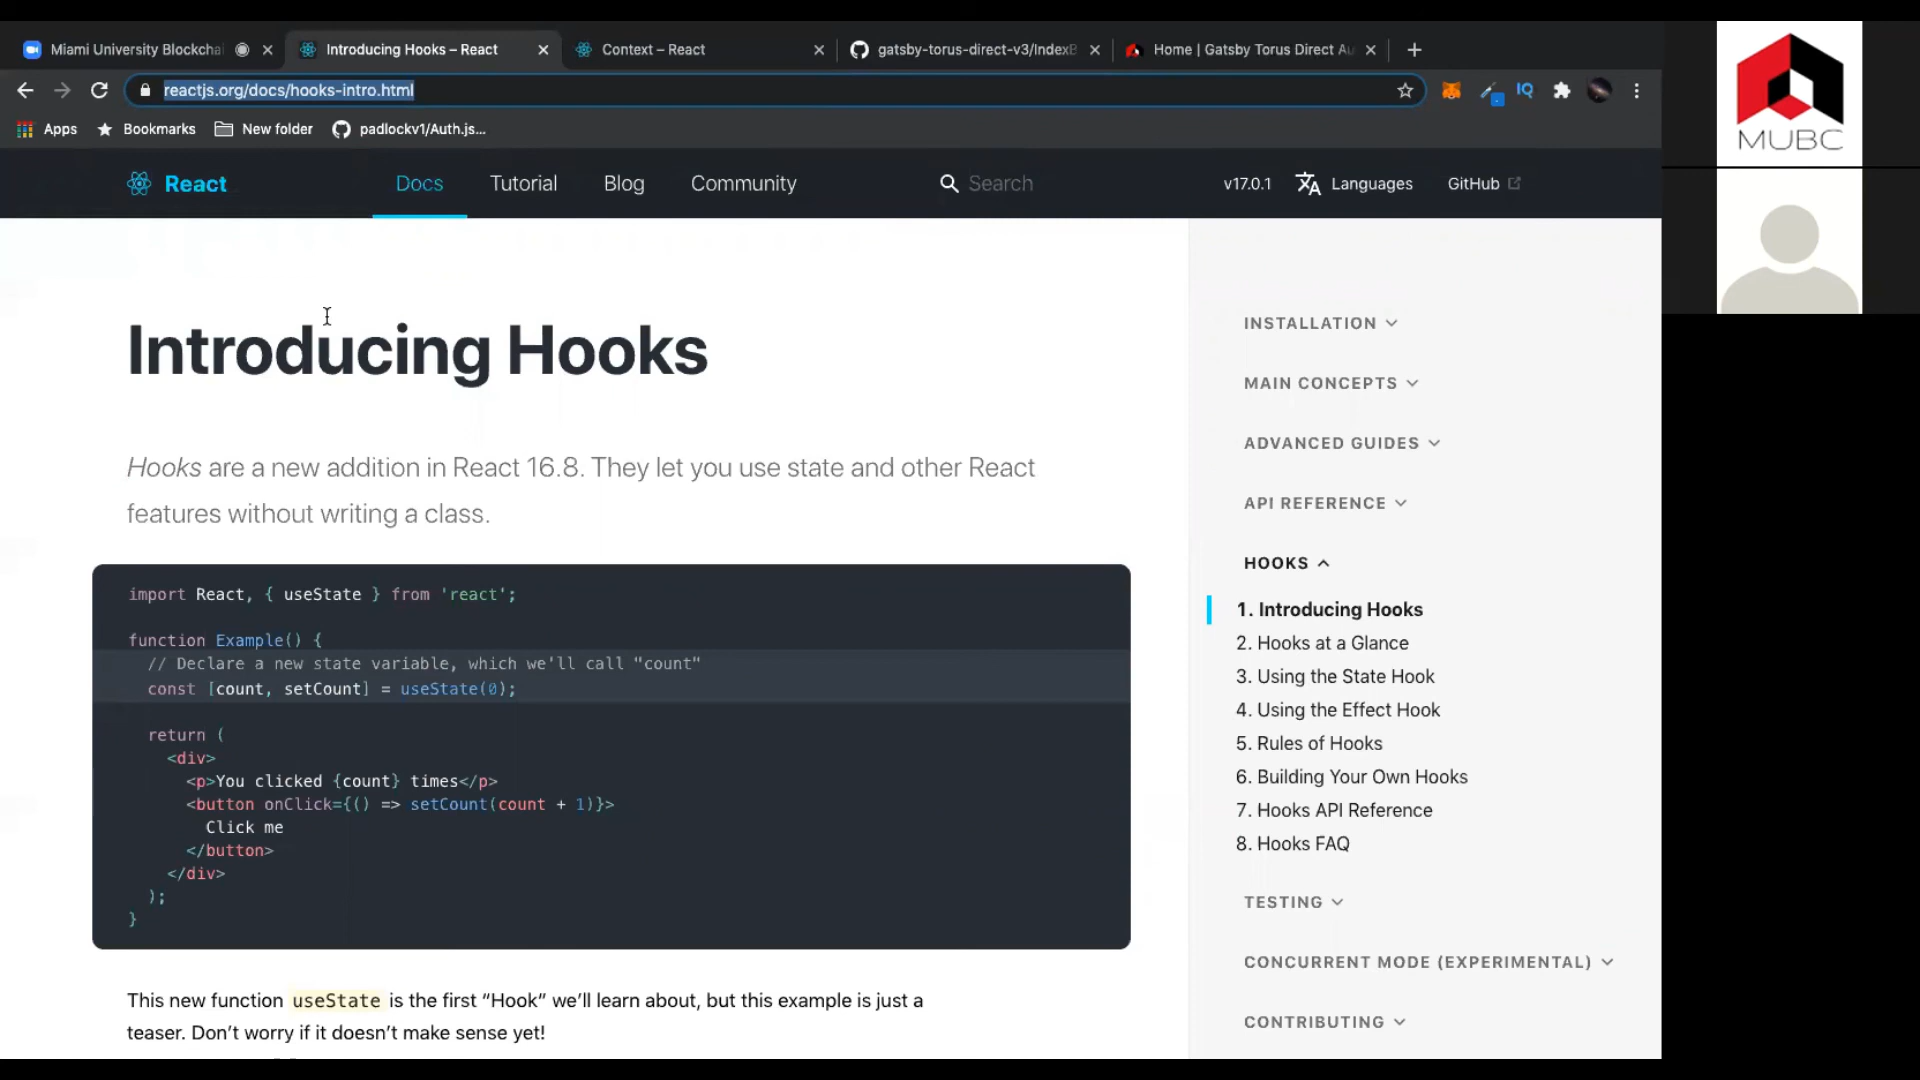 Miami University Blockcha
Introducing Hooks – React
Context – React
gatsby-torus-direct-v3/IndexB
Home | Gatsby Torus Direct Au
reactjs.org/docs/hooks-intro.html
IQ
Apps
Bookmarks
New folder
padlockv1/Auth.js...
MUBC
React
Docs
Tutorial
Blog
Community
Search
v17.0.1
Languages
GitHub
Introducing Hooks
Hooks are a new addition in React 16.8. They let you use state and other React
features without writing a class.
import React, { useState } from 'react';
function Example() {
// Declare a new state variable, which we'll call "count"
const [count, setCount] = useState(0);
return (
<div>
<p>You clicked {count} times</p>
<button onClick={() => setCount(count + 1)}>
Click me
</button>
</div>
);
}
This new function useState is the first “Hook” we’ll learn about, but this example is just a
teaser. Don’t worry if it doesn’t make sense yet!
INSTALLATION
MAIN CONCEPTS
ADVANCED GUIDES
API REFERENCE
HOOKS
1. Introducing Hooks
2. Hooks at a Glance
3. Using the State Hook
4. Using the Effect Hook
5. Rules of Hooks
6. Building Your Own Hooks
7. Hooks API Reference
8. Hooks FAQ
TESTING
CONCURRENT MODE (EXPERIMENTAL)
CONTRIBUTING